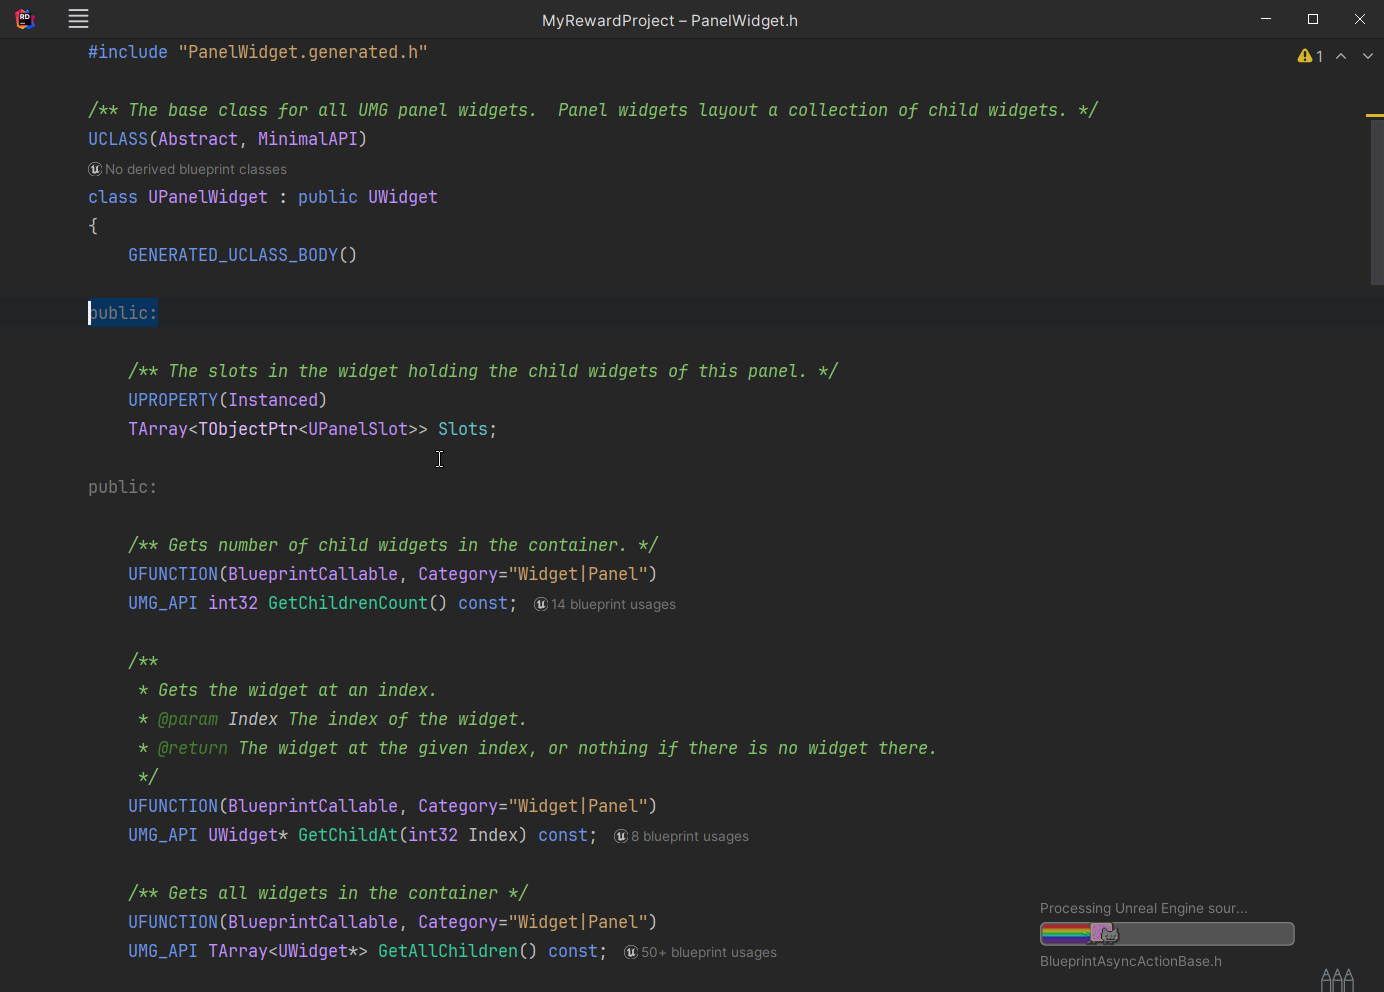 RD
MyRewardProject – PanelWidget.h
#include "PanelWidget.generated.h"
1
/** The base class for all UMG panel widgets.  Panel widgets layout a collection of child widgets. */
UCLASS(Abstract, MinimalAPI)
No derived blueprint classes
class UPanelWidget : public UWidget
{
    GENERATED_UCLASS_BODY()
public:
    /** The slots in the widget holding the child widgets of this panel. */
    UPROPERTY(Instanced)
    TArray<TObjectPtr<UPanelSlot>> Slots;
public:
    /** Gets number of child widgets in the container. */
    UFUNCTION(BlueprintCallable, Category="Widget|Panel")
    UMG_API int32 GetChildrenCount() const; 14 blueprint usages
    /**
     * Gets the widget at an index.
     * @param Index The index of the widget.
     * @return The widget at the given index, or nothing if there is no widget there.
     */
    UFUNCTION(BlueprintCallable, Category="Widget|Panel")
    UMG_API UWidget* GetChildAt(int32 Index) const; 8 blueprint usages
    /** Gets all widgets in the container */
    UFUNCTION(BlueprintCallable, Category="Widget|Panel")
    UMG_API TArray<UWidget*> GetAllChildren() const; 50+ blueprint usages
Processing Unreal Engine sour...
BlueprintAsyncActionBase.h